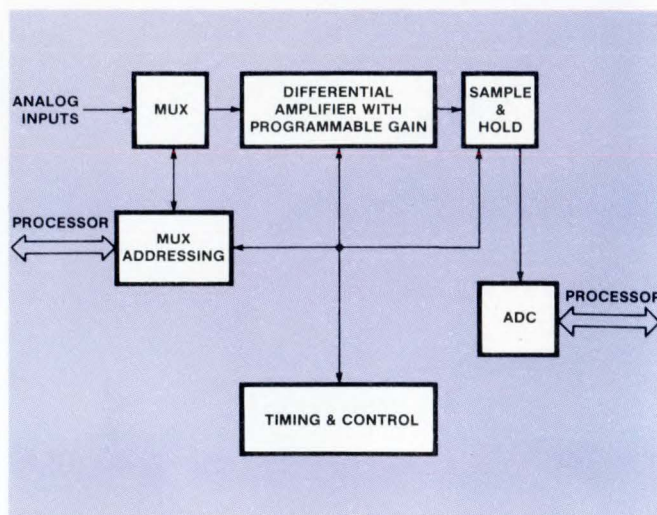 ANALOG
INPUTS
MUX
DIFFERENTIAL
AMPLIFIER WITH
PROGRAMMABLE GAIN
SAMPLE
&
HOLD
PROCESSOR
MUX
ADDRESSING
ADC
PROCESSOR
TIMING & CONTROL